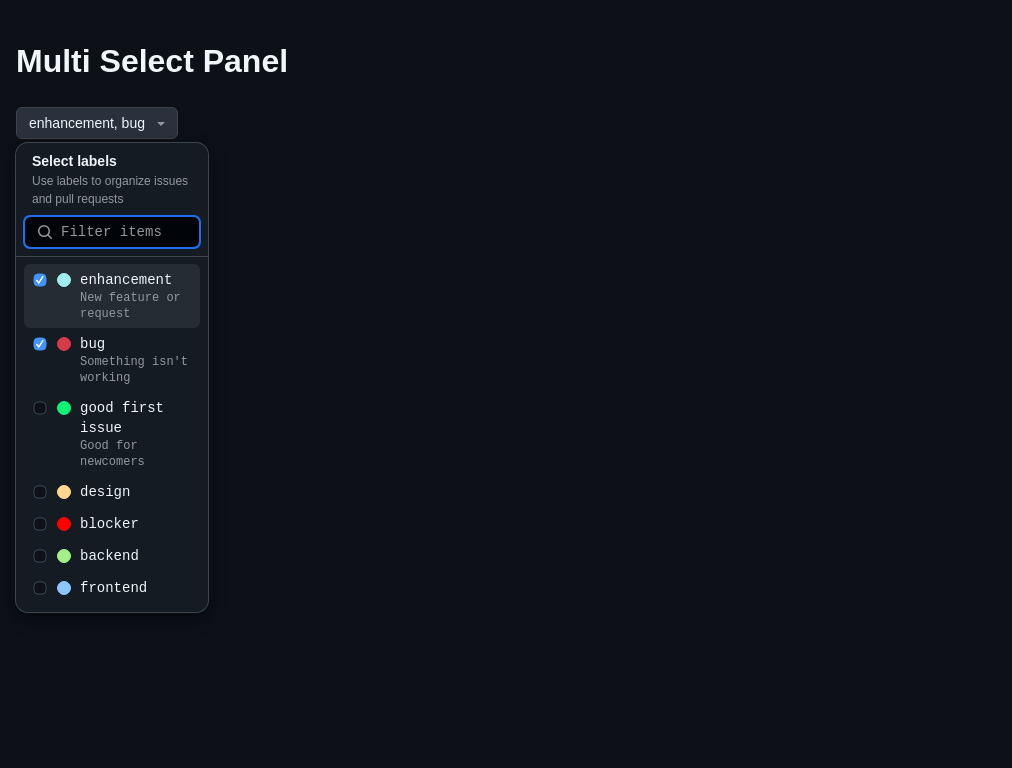 Multi Select Panel
enhancement, bug
Select labels
Use labels to organize issues
and pull requests
Filter items
enhancement
New feature or
request
bug
Something isn't
working
good first
issue
Good for
newcomers
design
blocker
backend
frontend